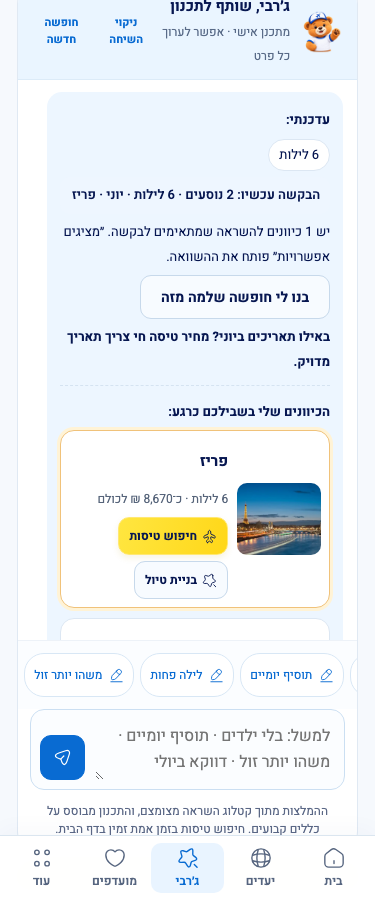 ג׳רבי, שותף לתכנון
מתכנן אישי · אפשר לערוך
כל פרט
ניקוי
השיחה
חופשה
חדשה
עדכנתי:
6 לילות
הבקשה עכשיו: 2 נוסעים · 6 לילות · יוני · פריז
יש 1 כיוונים להשראה שמתאימים לבקשה. ״מציגים
אפשרויות״ פותח את ההשוואה.
בנו לי חופשה שלמה מזה
באילו תאריכים ביוני? מחיר טיסה חי צריך תאריך
מדויק.
הכיוונים שלי בשבילכם כרגע:
פריז
6 לילות · כ־8,670 ₪ לכולם
חיפוש טיסות
בניית טיול
תוסיף יומיים
לילה פחות
משהו יותר זול
למשל: בלי ילדים · תוסיף יומיים ·
משהו יותר זול · דווקא ביולי
ההמלצות מתוך קטלוג השראה מצומצם, והתכנון מבוסס על
כללים קבועים. חיפוש טיסות בזמן אמת זמין בדף הבית.
בית
יעדים
ג׳רבי
מועדפים
עוד